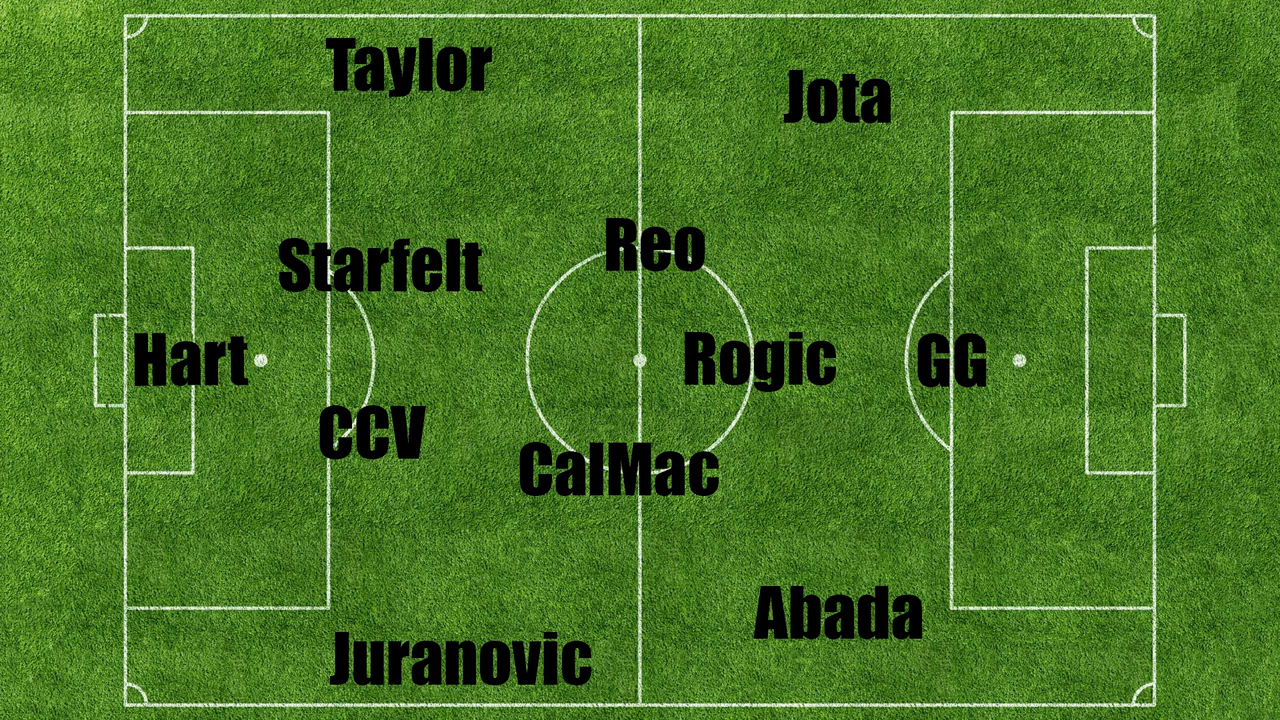 Taylor
Jota
Reo
Starfelt
Hart
Rogic
GG
CCV
CalMac
Abada
Juranovic